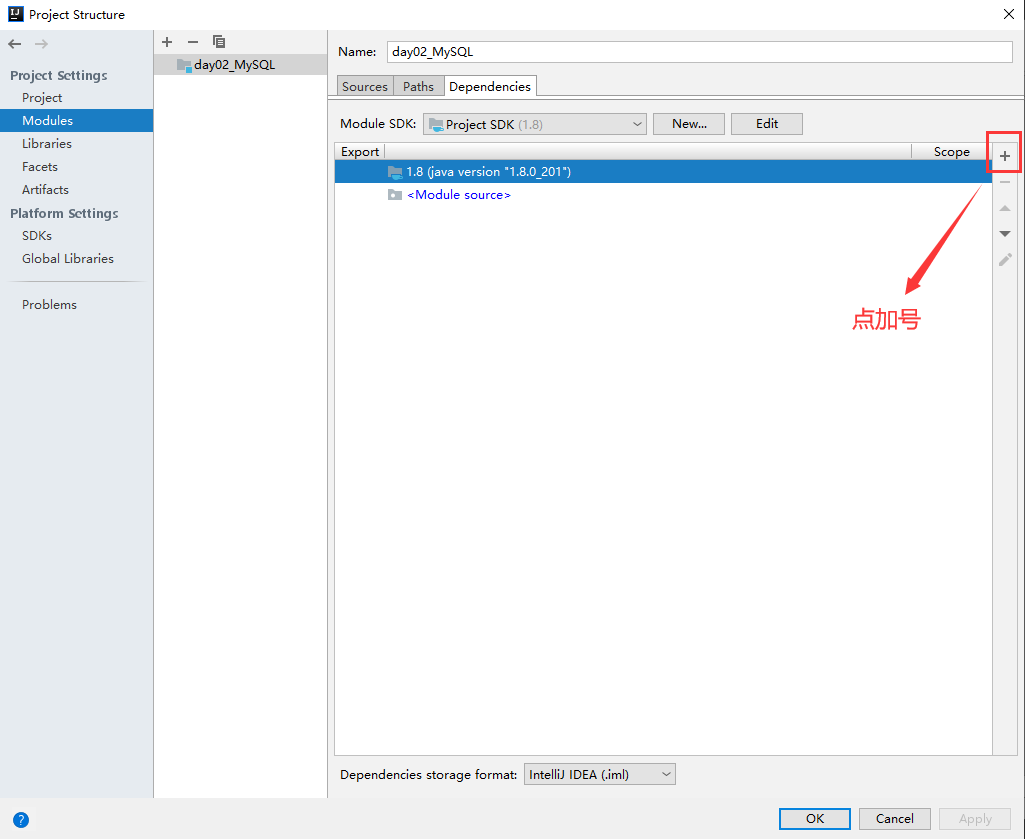 Project Structure
Project Settings
Project
Modules
Libraries
Facets
Artifacts
Platform Settings
SDKs
Global Libraries
Problems
day02_MySQL
Name: day02_MySQL
Sources Paths Dependencies
Module SDK: Project SDK (1.8) New... Edit
Export Scope
1.8 (java version "1.8.0_201")
<Module source>
点加号
Dependencies storage format: IntelliJ IDEA (.iml)
? OK Cancel Apply